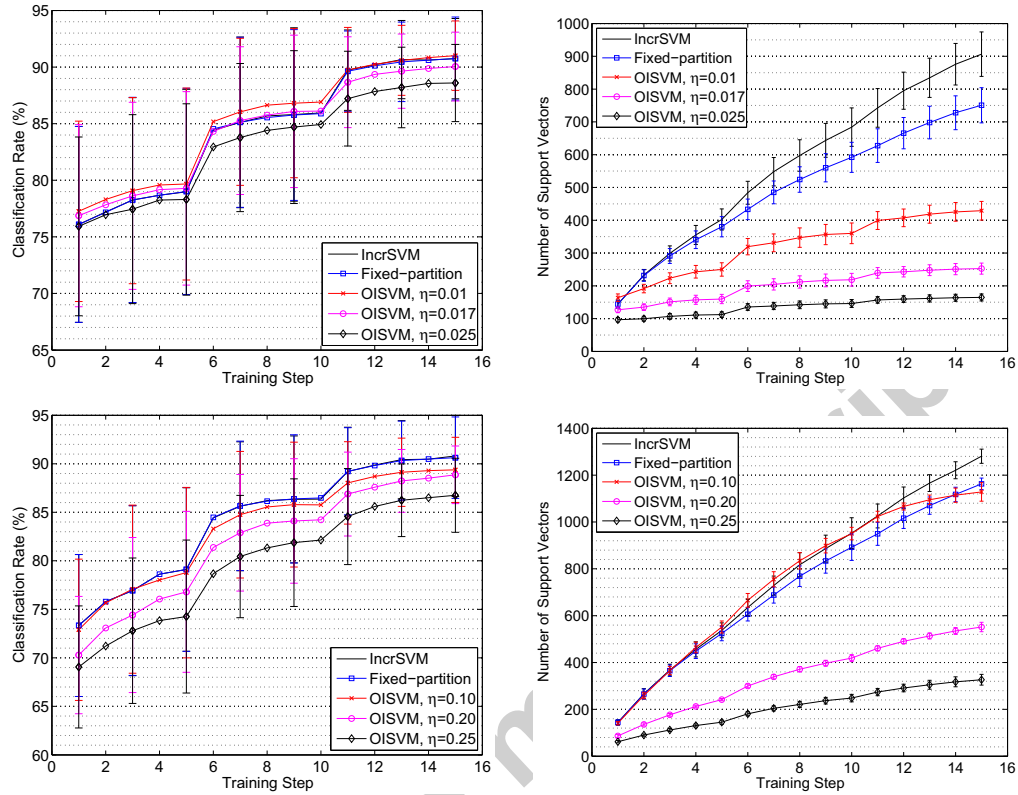 95
90
85
80
75
70
65
0 2 4 6 8 10 12 14 16
Classification Rate (%)
Training Step
IncrSVM
Fixed−partition
OISVM, η=0.01
OISVM, η=0.017
OISVM, η=0.025
1000
900
800
700
600
500
400
300
200
100
0
0 2 4 6 8 10 12 14 16
Number of Support Vectors
Training Step
IncrSVM
Fixed−partition
OISVM, η=0.01
OISVM, η=0.017
OISVM, η=0.025
95
90
85
80
75
70
65
60
0 2 4 6 8 10 12 14 16
Classification Rate (%)
Training Step
IncrSVM
Fixed−partition
OISVM, η=0.10
OISVM, η=0.20
OISVM, η=0.25
1400
1200
1000
800
600
400
200
0
0 2 4 6 8 10 12 14 16
Number of Support Vectors
Training Step
IncrSVM
Fixed−partition
OISVM, η=0.10
OISVM, η=0.20
OISVM, η=0.25